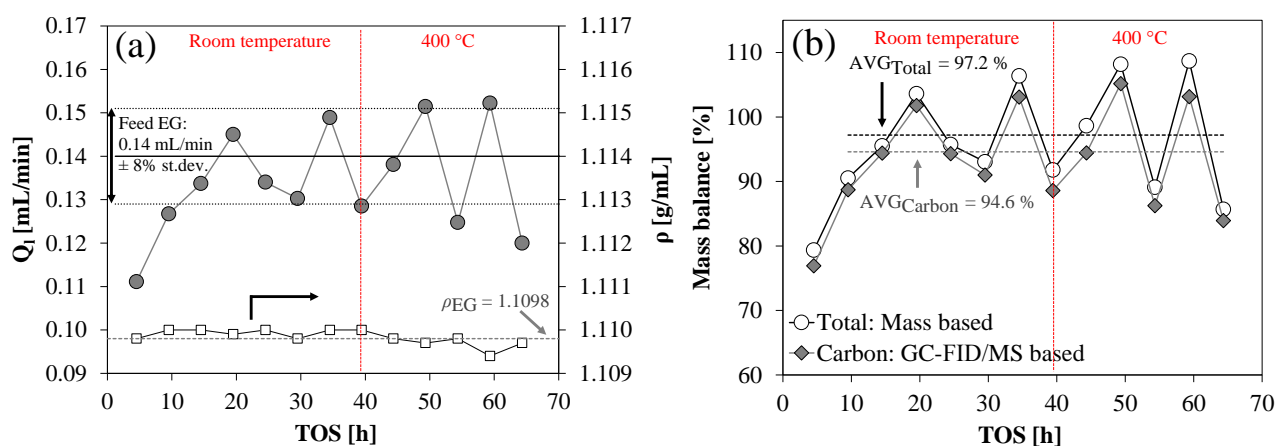 (a)
Room temperature
400 °C
Feed EG:
0.14 mL/min
± 8% st.dev.
ρEG = 1.1098
0.17
0.16
0.15
0.14
0.13
0.12
0.11
0.10
0.09
Q1 [mL/min]
1.117
1.116
1.115
1.114
1.113
1.112
1.111
1.110
1.109
ρ [g/mL]
0 10 20 30 40 50 60 70
TOS [h]
(b)
Room temperature
400 °C
AVGTotal = 97.2 %
AVGCarbon = 94.6 %
Total: Mass based
Carbon: GC-FID/MS based
110
100
90
80
70
60
Mass balance [%]
0 10 20 30 40 50 60 70
TOS [h]